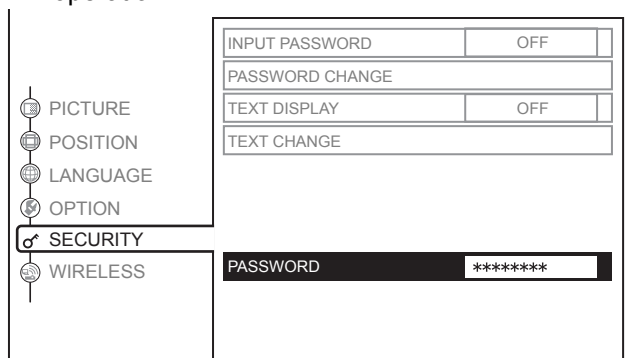 INPUT PASSWORD OFF
PASSWORD CHANGE
TEXT DISPLAY OFF
TEXT CHANGE
PICTURE
POSITION
LANGUAGE
OPTION
SECURITY
WIRELESS
PASSWORD ********